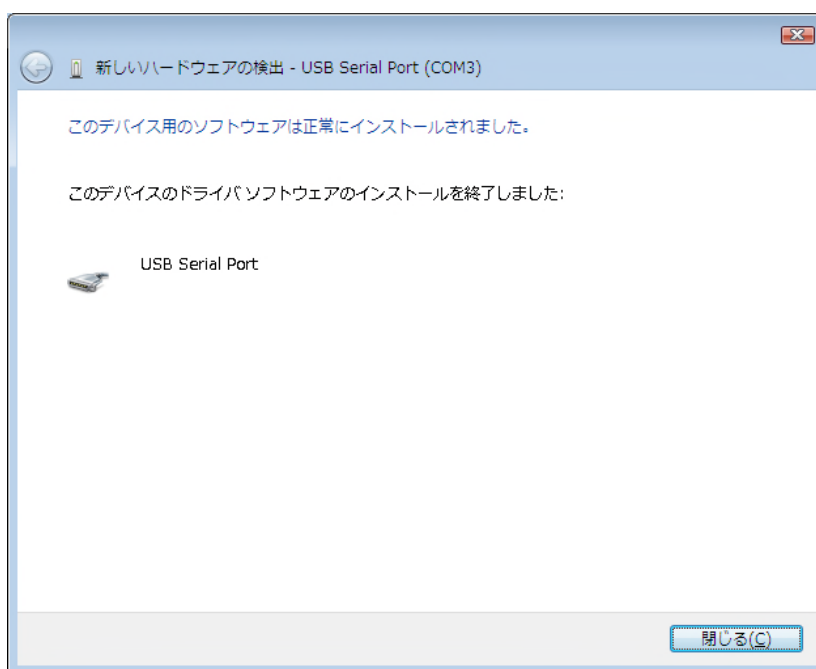 新しいハードウェアの検出 - USB Serial Port (COM3)
このデバイス用のソフトウェアは正常にインストールされました。
このデバイスのドライバ ソフトウェアのインストールを終了しました:
USB Serial Port
閉じる(C)